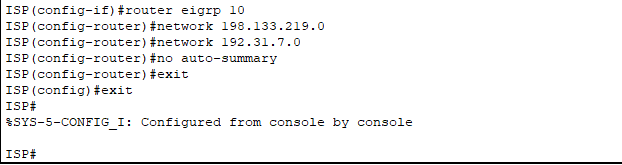 ISP(config-if)#router eigrp 10
ISP(config-router)#network 198.133.219.0
ISP(config-router)#network 192.31.7.0
ISP(config-router)#no auto-summary
ISP(config-router)#exit
ISP(config)#exit
ISP#
%SYS-5-CONFIG_I: Configured from console by console
ISP#